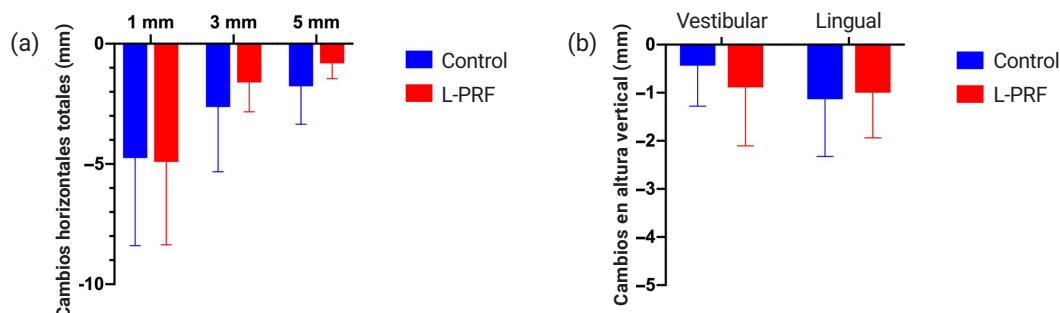 (a)
1 mm 3 mm 5 mm
Cambios horizontales totales (mm)
0
–5
–10
Control
L-PRF
(b)
Vestibular Lingual
Cambios en altura vertical (mm)
0
–1
–2
–3
–4
–5
Control
L-PRF